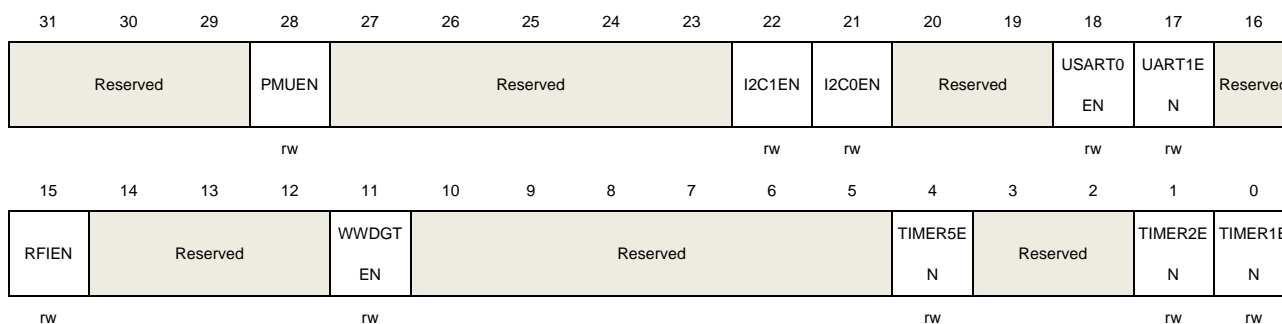 31 30 29 28 27 26 25 24 23 22 21 20 19 18 17 16
Reserved PMUEN Reserved I2C1EN I2C0EN Reserved USART0 EN UART1E N Reserved
rw rw rw rw rw
15 14 13 12 11 10 9 8 7 6 5 4 3 2 1 0
RFIEN Reserved WWDGT EN Reserved TIMER5E N Reserved TIMER2E N TIMER1E N
rw rw rw rw rw